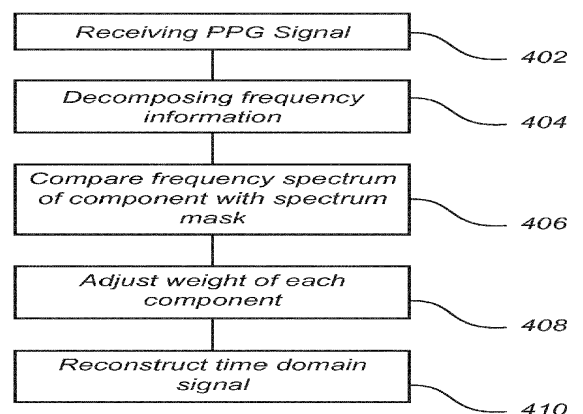 Receiving PPG Signal
402
Decomposing frequency
information
404
Compare frequency spectrum
of component with spectrum
mask
406
Adjust weight of each
component
408
Reconstruct time domain
signal
410